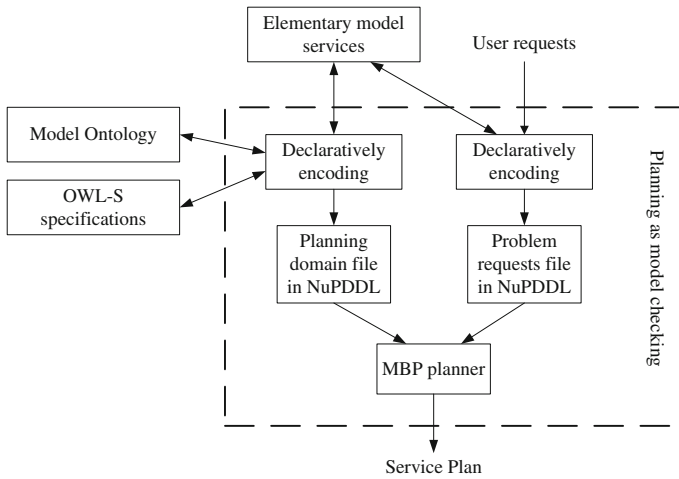 Elementary model
services
User requests
Model Ontology
Declaratively
encoding
Declaratively
encoding
OWL-S
specifications
Planning
domain file
in NuPDDL
Problem
requests file
in NuPDDL
Planning as model checking
MBP planner
Service Plan